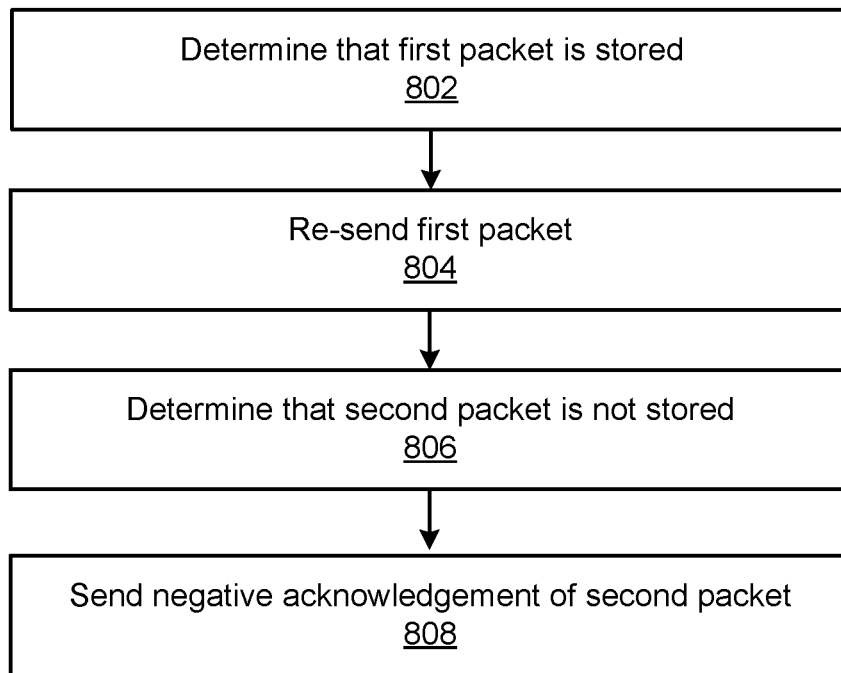 Determine that first packet is stored
802
Re-send first packet
804
Determine that second packet is not stored
806
Send negative acknowledgement of second packet
808